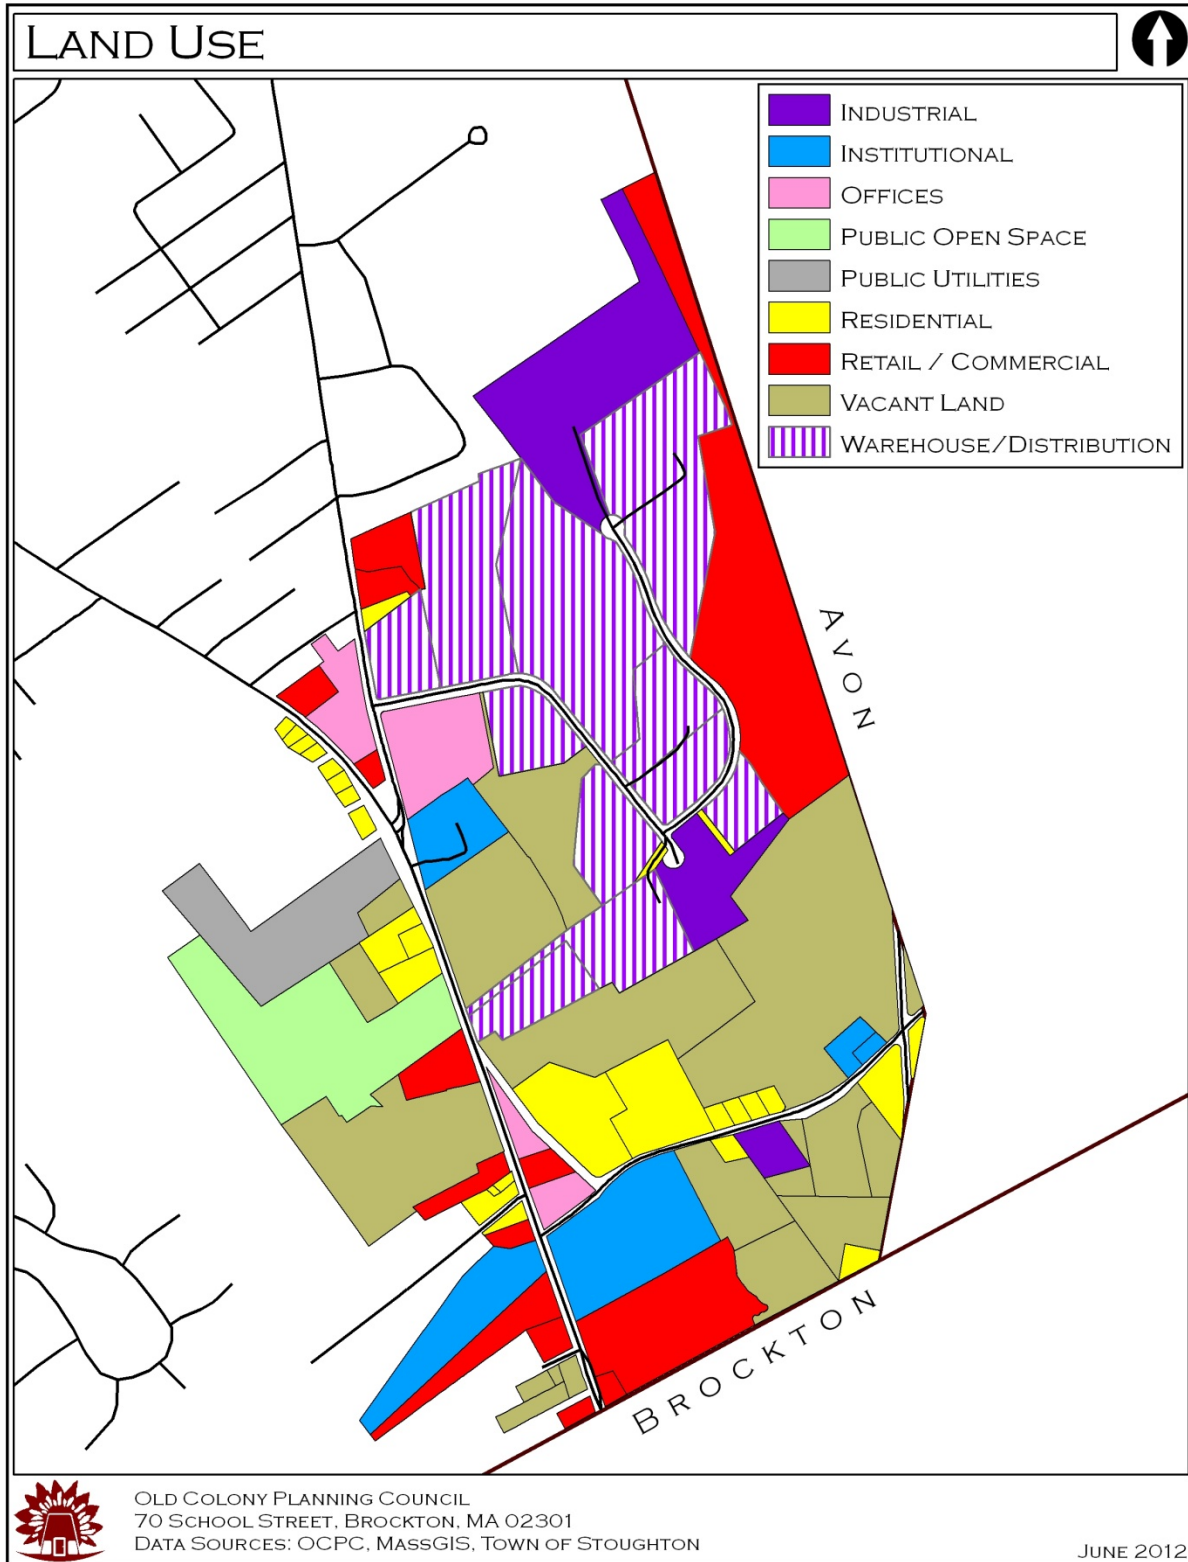 LAND USE
INDUSTRIAL
INSTITUTIONAL
OFFICES
PUBLIC OPEN SPACE
PUBLIC UTILITIES
RESIDENTIAL
RETAIL / COMMERCIAL
VACANT LAND
WAREHOUSE/DISTRIBUTION
AVON
BROCKTON
OLD COLONY PLANNING COUNCIL
70 SCHOOL STREET, BROCKTON, MA 02301
DATA SOURCES: OCPC, MASSGIS, TOWN OF STOUGHTON
JUNE 2012